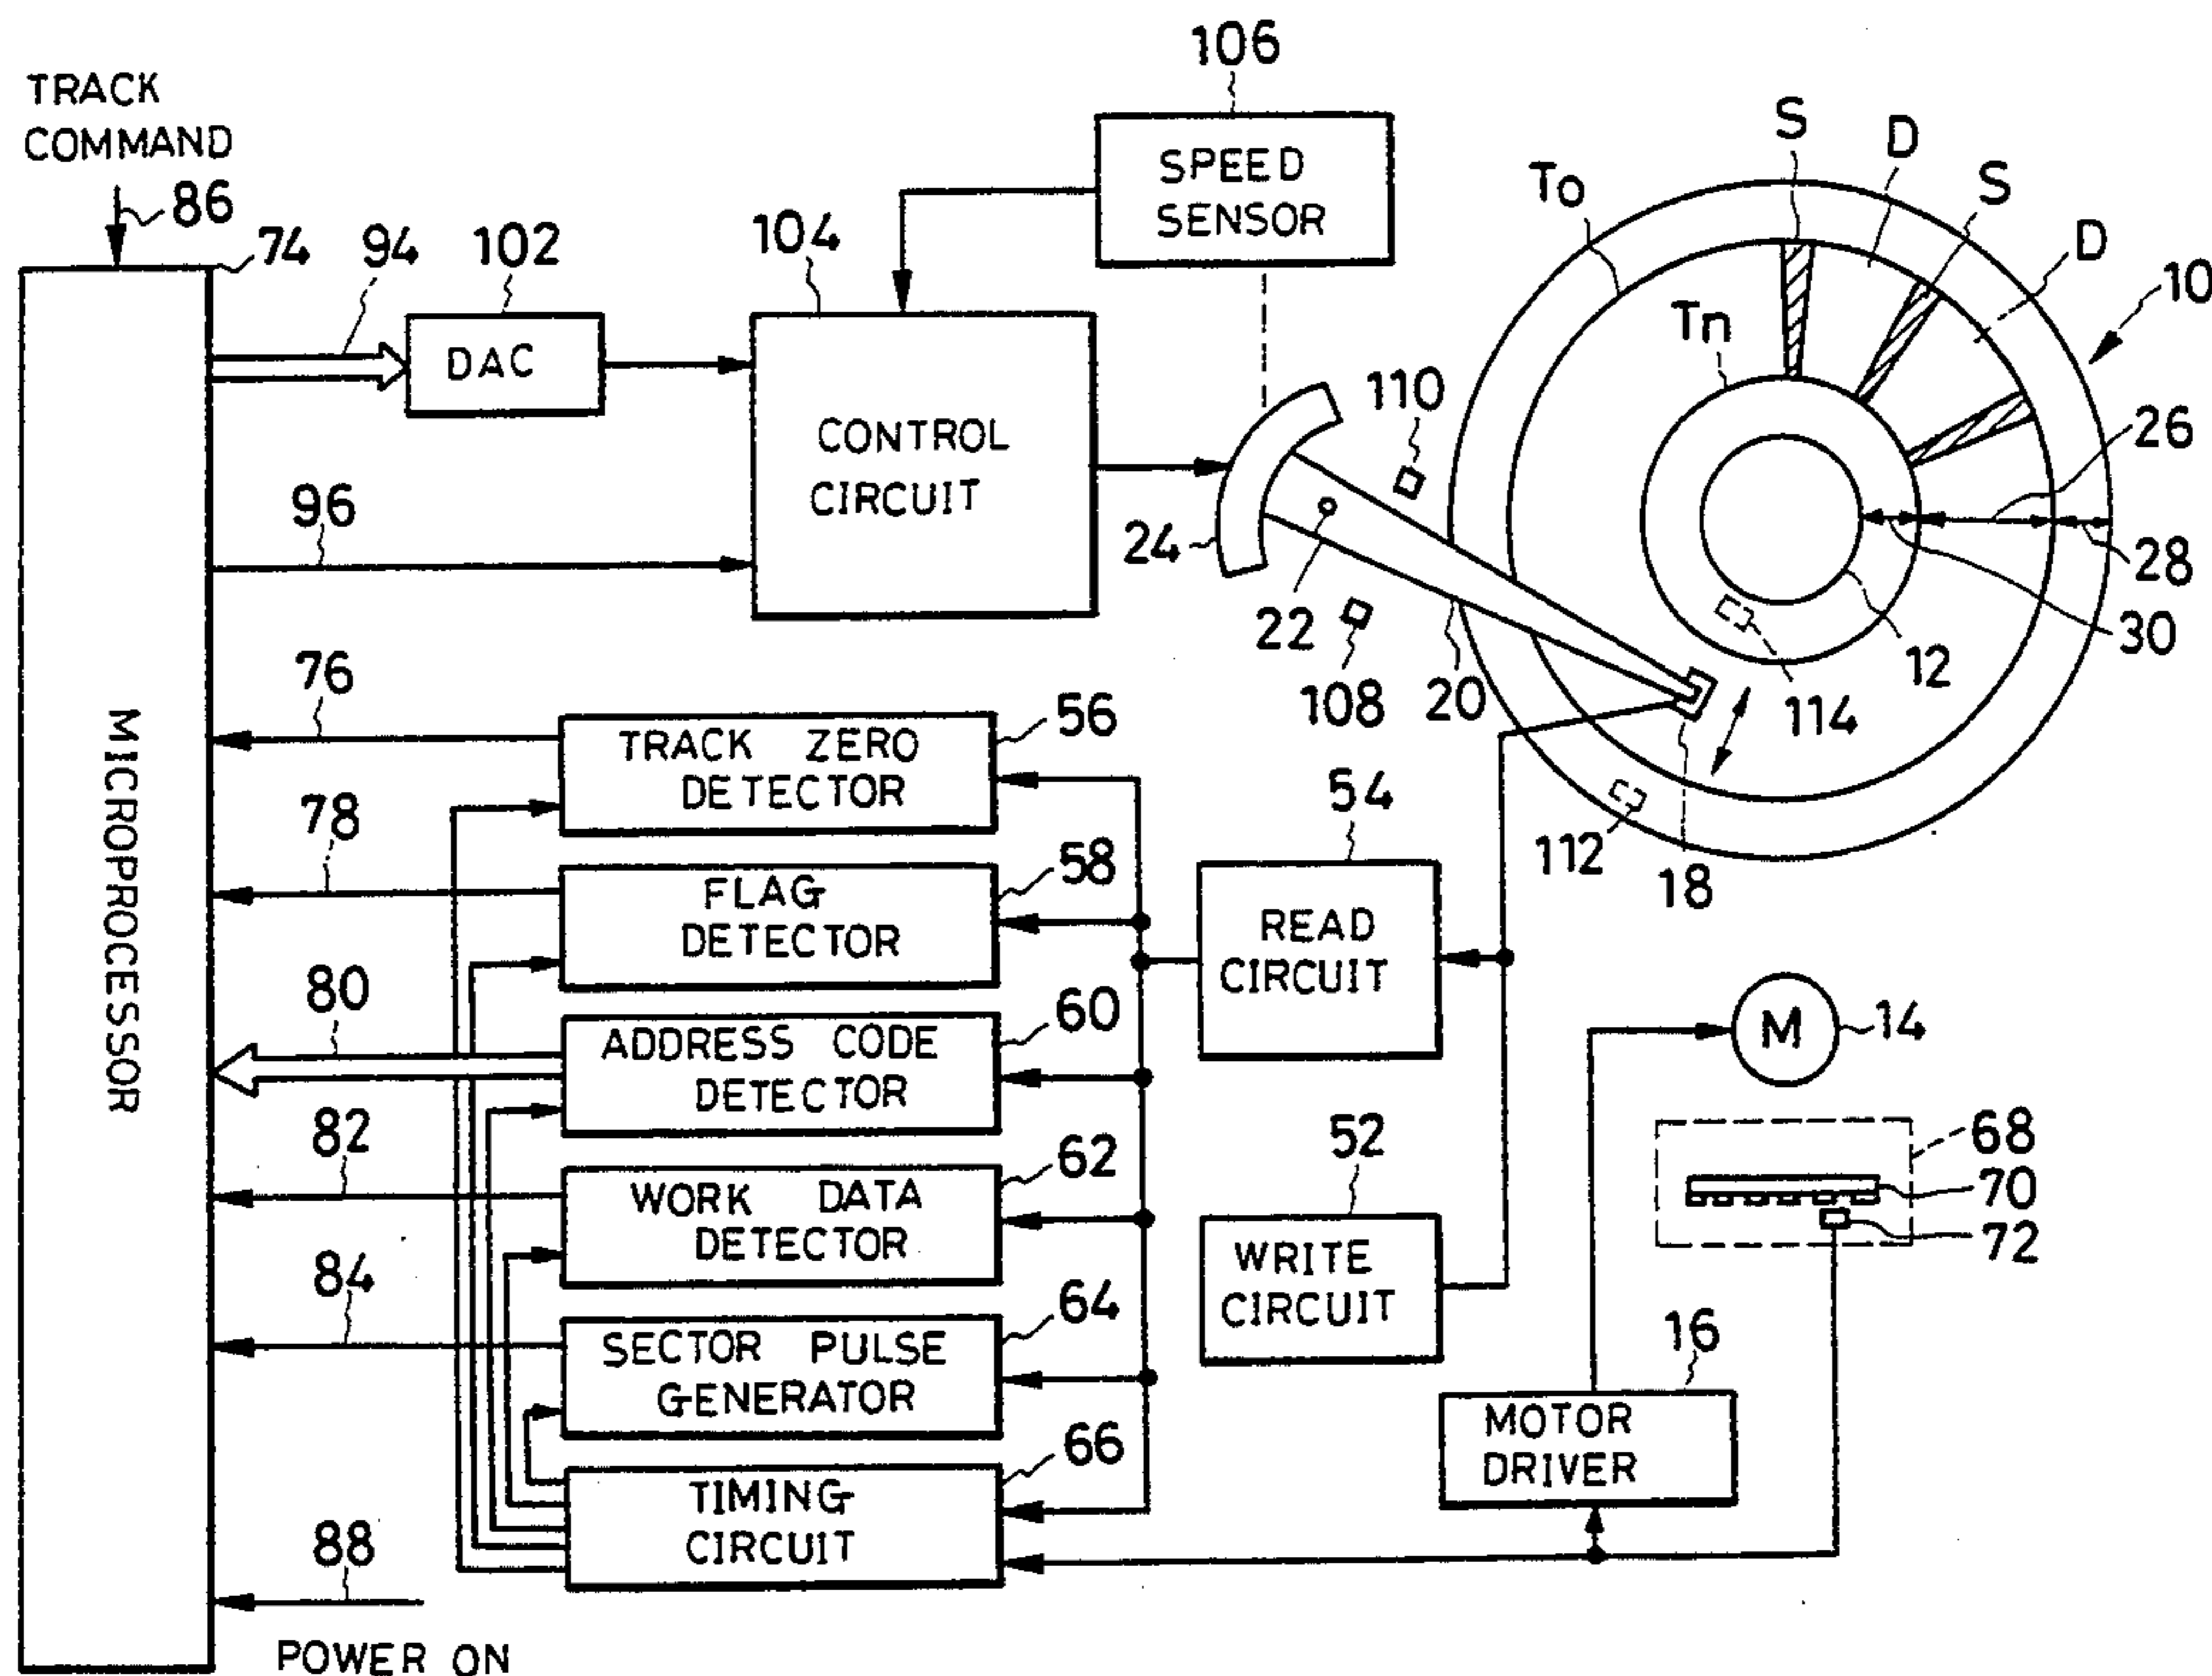 106
TRACK
COMMAND
86
SPEED
SENSOR
S
D
S
D
To
Tn
10
74
94
102
104
DAC
CONTROL
CIRCUIT
110
26
96
24
28
22
30
12
108
20
114
76
56
TRACK ZERO
DETECTOR
54
112
18
78
58
FLAG
DETECTOR
READ
CIRCUIT
MICROPROCESSOR
80
60
ADDRESS CODE
DETECTOR
M
14
82
62
52
68
WORK DATA
DETECTOR
70
72
84
64
WRITE
CIRCUIT
SECTOR PULSE
GENERATOR
16
66
MOTOR
DRIVER
TIMING
CIRCUIT
88
POWER ON